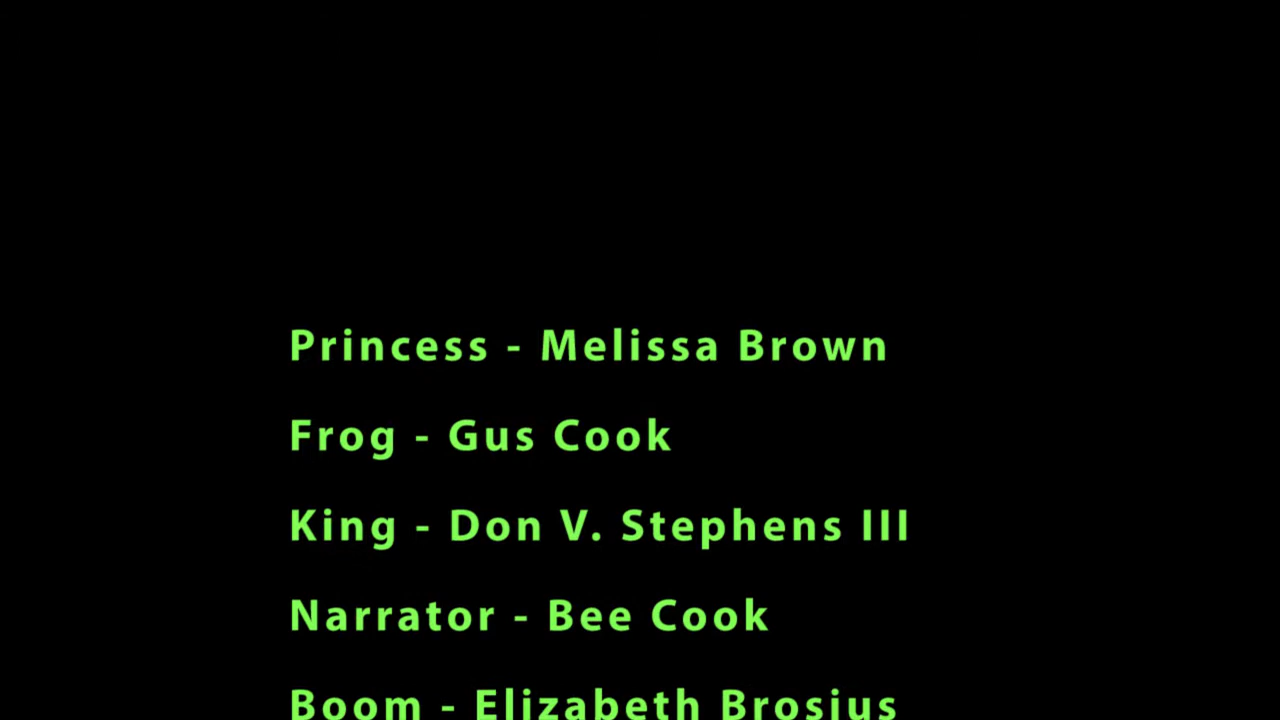 Princess - Melissa Brown
Frog - Gus Cook
King - Don V. Stephens III
Narrator - Bee Cook
Boom - Elizabeth Brosius